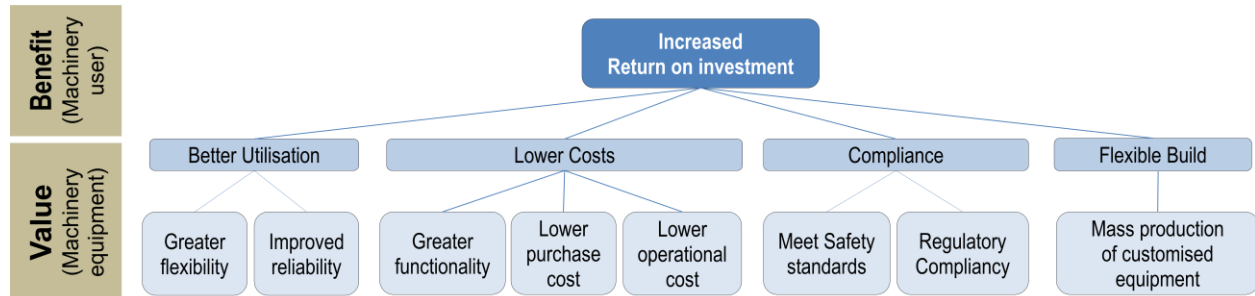 Benefit
(Machinery
user)
Increased
Return on investment
Value
(Machinery
equipment)
Better Utilisation
Lower Costs
Compliance
Flexible Build
Greater
flexibility
Improved
reliability
Greater
functionality
Lower
purchase
cost
Lower
operational
cost
Meet Safety
standards
Regulatory
Compliancy
Mass production
of customised
equipment